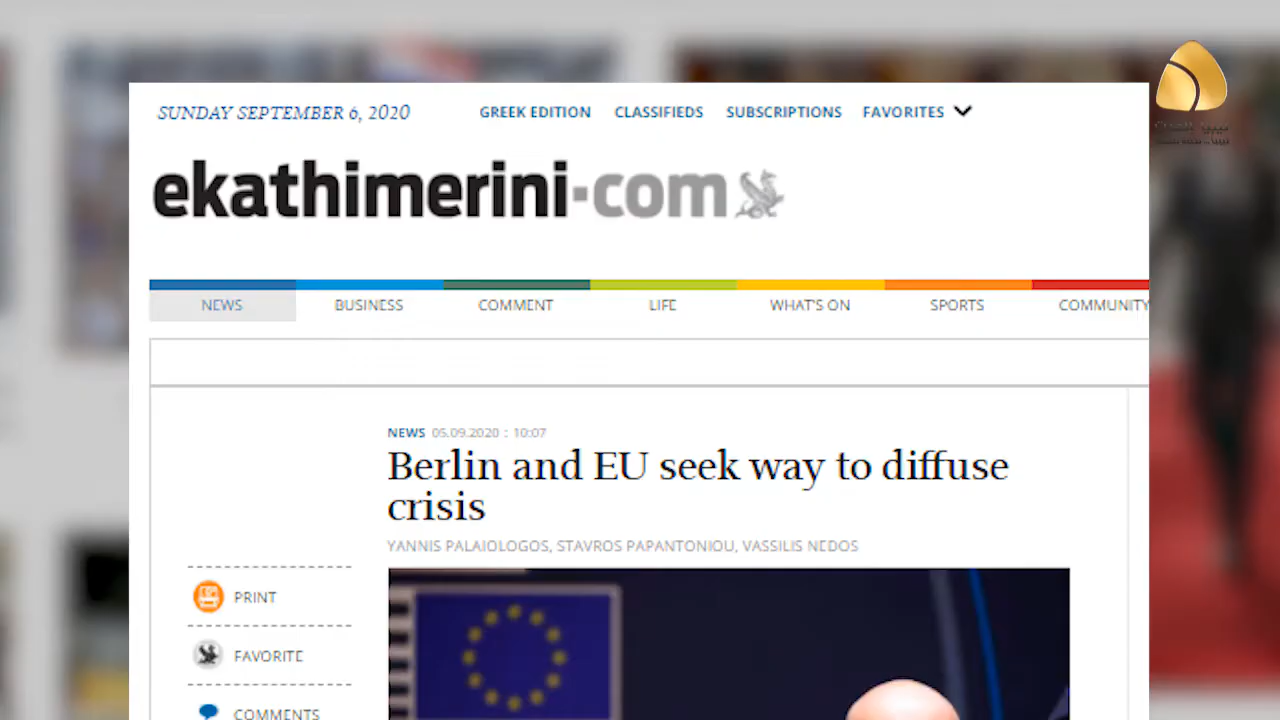 SUNDAY SEPTEMBER 6, 2020
GREEK EDITION CLASSIFIEDS SUBSCRIPTIONS FAVORITES
ekathimerini-com
NEWS BUSINESS COMMENT LIFE WHAT'S ON SPORTS COMMUNITY
NEWS 05.09.2020 : 10:07
Berlin and EU seek way to diffuse
crisis
YANNIS PALAIOLOGOS, STAVROS PAPANTONIOU, VASSILIS NEDOS
PRINT
FAVORITE
COMMENTS